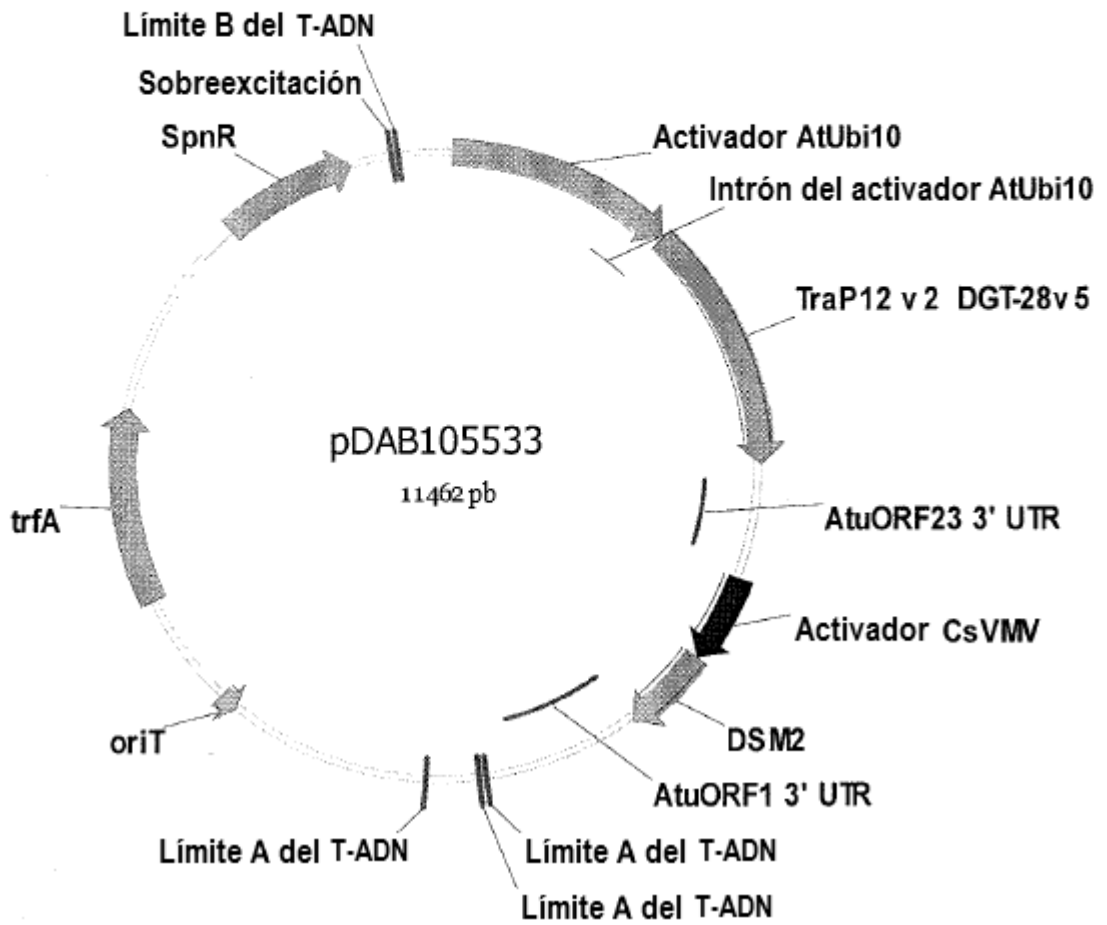 Límite B del T-ADN
Sobreexcitación
SpnR
Activador AtUbi10
Intrón del activador AtUbi10
TraP12 v 2 DGT-28v 5
pDAB105533
11462 pb
trfA
AtuORF23 3' UTR
Activador CsVMV
oriT
DSM2
AtuORF1 3' UTR
Límite A del T-ADN
Límite A del T-ADN
Límite A del T-ADN